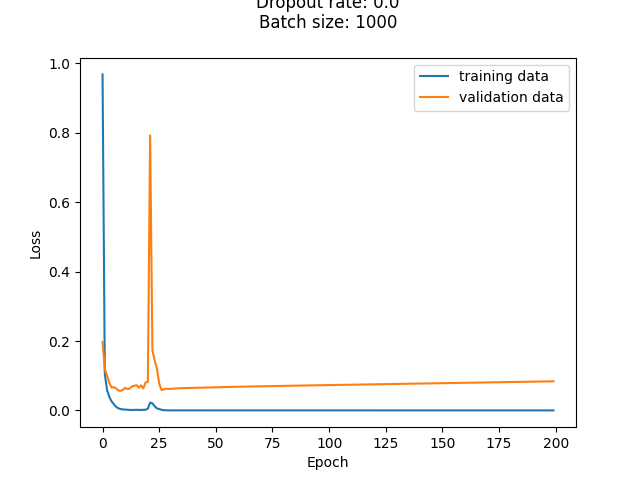 Dropout rate: 0.0
Batch size: 1000
1.0
0.8
0.6
0.4
0.2
0.0
Loss
training data
validation data
0 25 50 75 100 125 150 175 200
Epoch